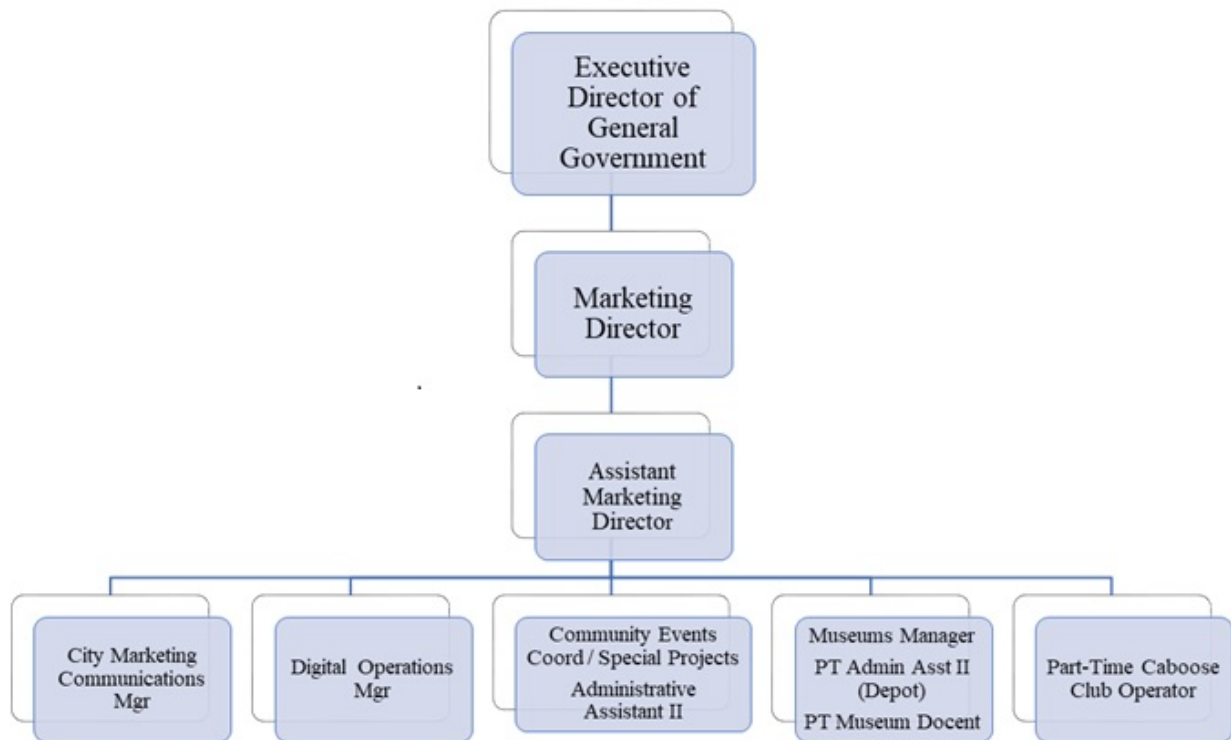 Executive
Director of
General
Government
Marketing
Director
Assistant
Marketing
Director
City Marketing
Communications
Mgr
Digital Operations
Mgr
Community Events
Coord / Special Projects
Administrative
Assistant II
Museums Manager
PT Admin Asst II
(Depot)
PT Museum Docent
Part-Time Caboose
Club Operator